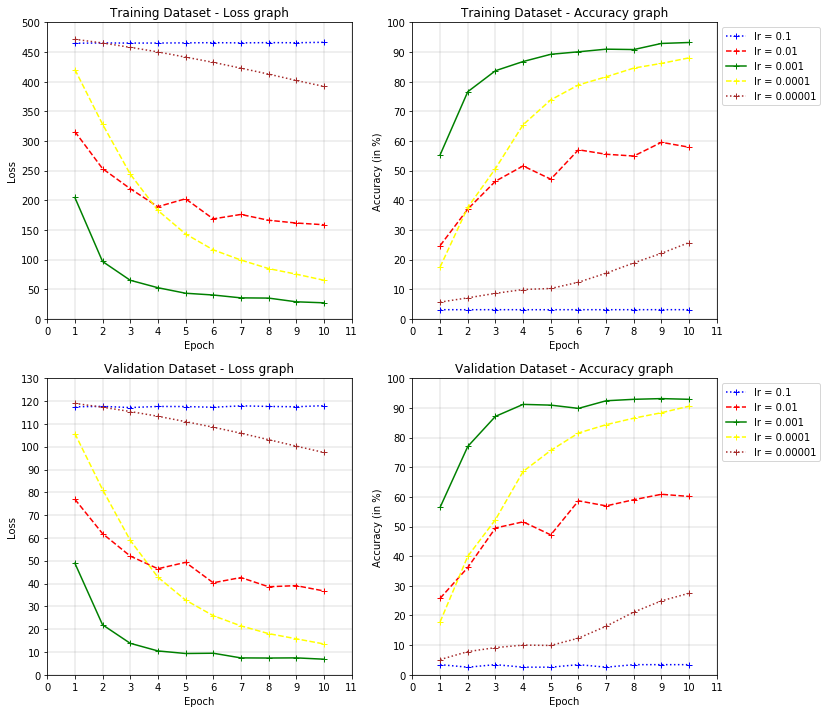 Training Dataset - Loss graph
500
450
400
350
300
250
200
150
100
50
0
Loss
0 1 2 3 4 5 6 7 8 9 10 11
Epoch
Training Dataset - Accuracy graph
100
90
80
70
60
50
40
30
20
10
0
Accuracy (in %)
0 1 2 3 4 5 6 7 8 9 10 11
Epoch
lr = 0.1
lr = 0.01
lr = 0.001
lr = 0.0001
lr = 0.00001
Validation Dataset - Loss graph
130
120
110
100
90
80
70
60
50
40
30
20
10
0
Loss
0 1 2 3 4 5 6 7 8 9 10 11
Epoch
Validation Dataset - Accuracy graph
100
90
80
70
60
50
40
30
20
10
0
Accuracy (in %)
0 1 2 3 4 5 6 7 8 9 10 11
Epoch
lr = 0.1
lr = 0.01
lr = 0.001
lr = 0.0001
lr = 0.00001